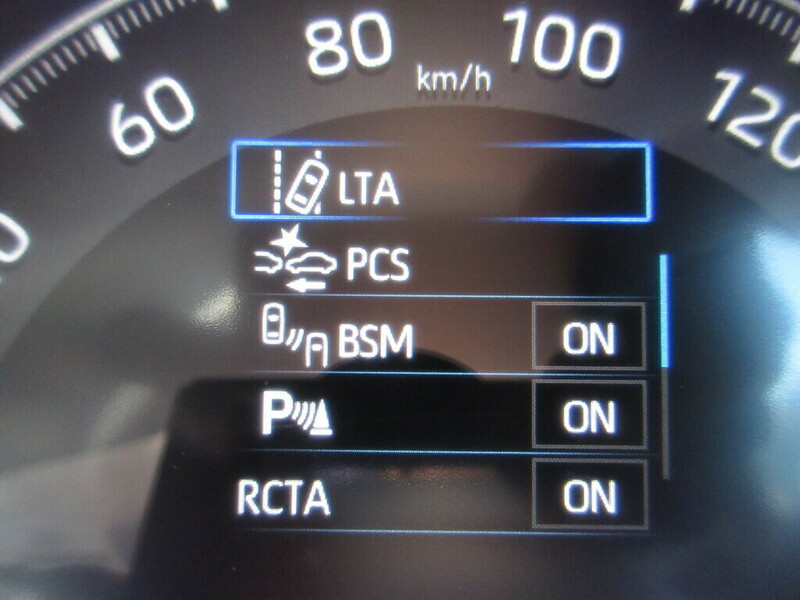 80
100
km/h
60
120
LTA
PCS
BSM ON
P ON
RCTA ON